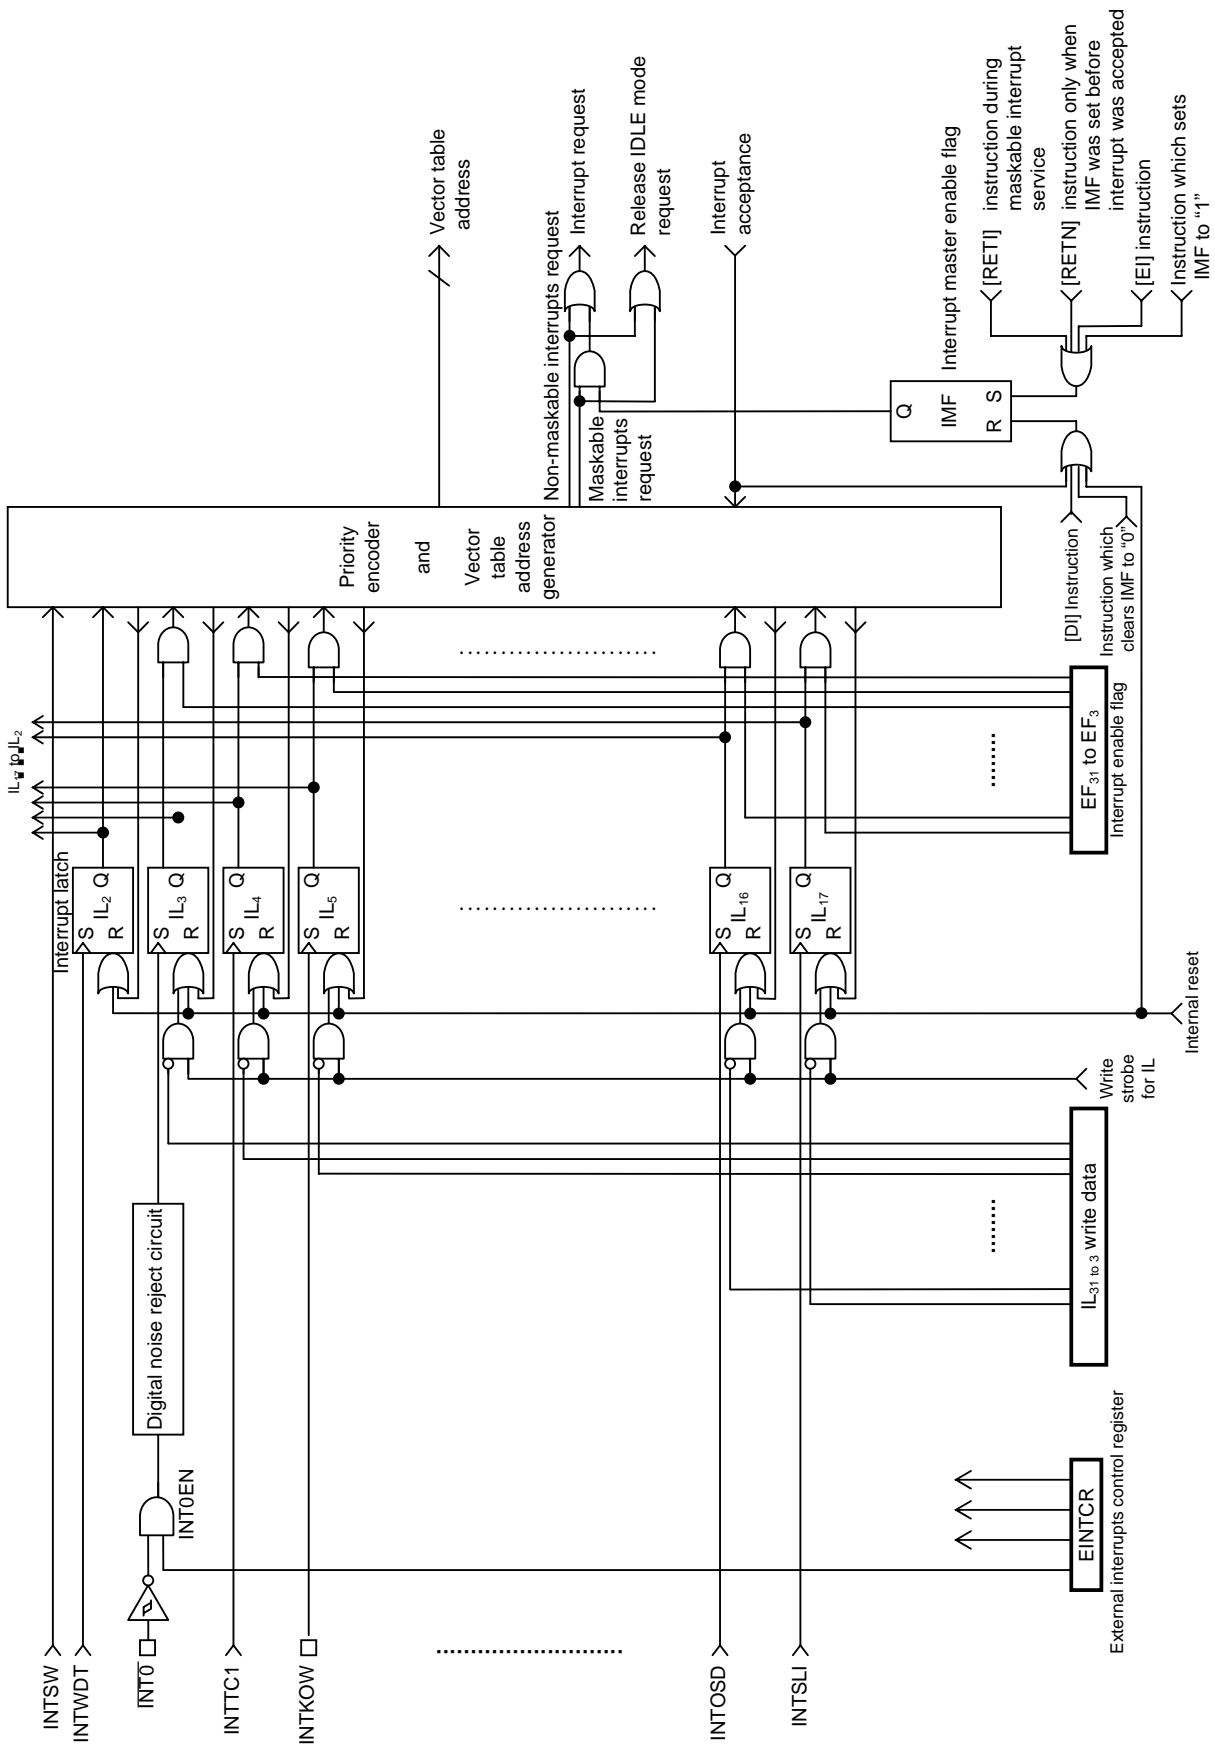 INTSW
INTWDT
INT0
INTTC1
INTKOW
INTOSD
INTSLI
INT0EN
Digital noise reject circuit
EINTCR
External interrupts control register
IL31 to 3 write data
Write
strobe
for IL
Internal reset
Interrupt latch
S
R
Q
IL2
S
R
Q
IL3
S
R
Q
IL4
S
R
Q
IL5
S
R
Q
IL16
S
R
Q
IL17
IL17 to IL2
EF31 to EF3
Interrupt enable flag
Priority
encoder
and
Vector
table
address
generator
[DI] Instruction
Instruction which
clears IMF to “0”
Non-maskable interrupts request
Maskable
interrupts
request
Vector table
address
Interrupt request
Release IDLE mode
request
Interrupt
acceptance
Interrupt master enable flag
Q
IMF
R
S
[RETI] instruction during
maskable interrupt
service
[RETN] instruction only when
IMF was set before
interrupt was accepted
[EI] instruction
Instruction which sets
IMF to “1”